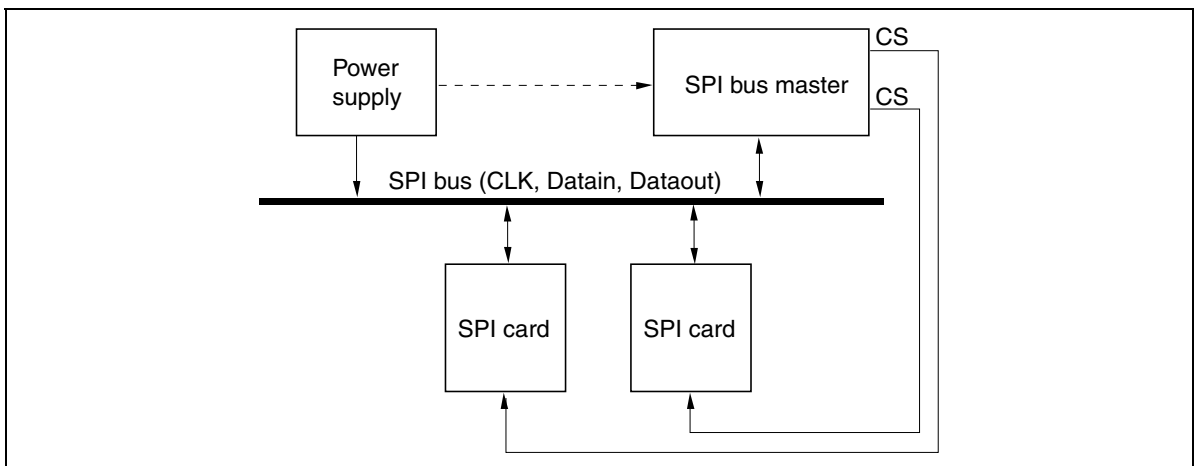 Power
supply
SPI bus master
CS
CS
SPI bus (CLK, Datain, Dataout)
SPI card
SPI card